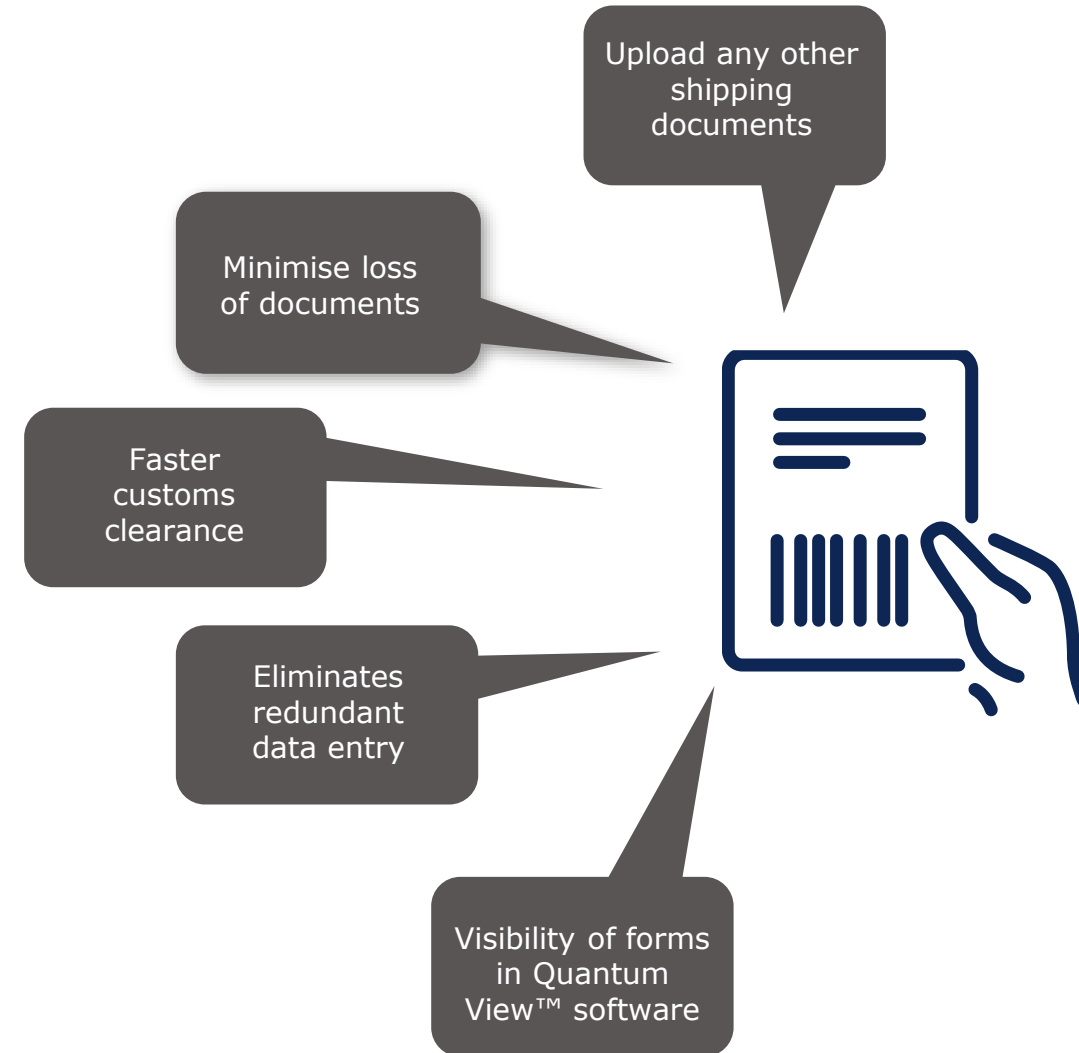 Upload any other
shipping
documents
Minimise loss
of documents
Faster
customs
clearance
Eliminates
redundant
data entry
Visibility of forms
in Quantum
View™ software